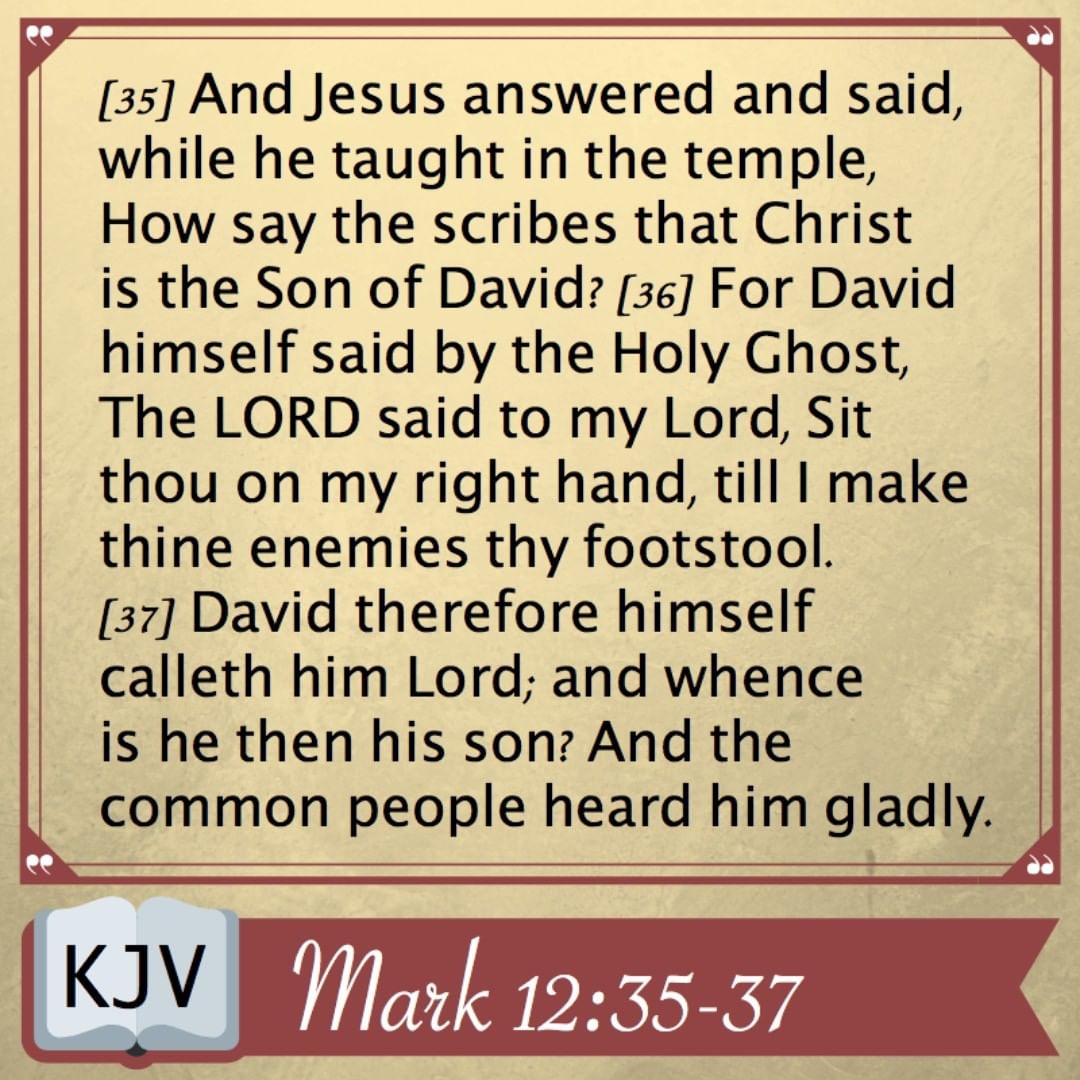 [35] And Jesus answered and said,
while he taught in the temple,
How say the scribes that Christ
is the Son of David? [36] For David
himself said by the Holy Ghost,
The LORD said to my Lord, Sit
thou on my right hand, till I make
thine enemies thy footstool.
[37] David therefore himself
calleth him Lord; and whence
is he then his son? And the
common people heard him gladly.
KJV
Mark 12:35-37